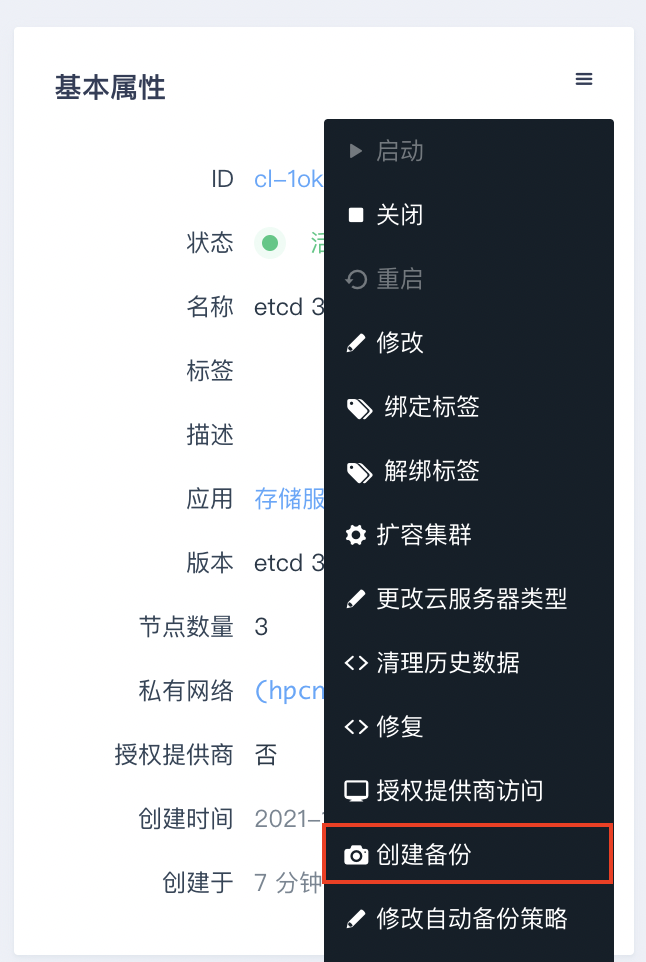 基本属性
启动
ID cl-1ok
关闭
状态
名称 etcd 3
重启
标签
修改
描述
绑定标签
应用 存储服
解绑标签
版本 etcd 3
扩容集群
节点数量 3
更改云服务器类型
私有网络 (hpcn
清理历史数据
授权提供商 否
修复
创建时间 2021-
授权提供商访问
创建于 7 分钟
创建备份
修改自动备份策略